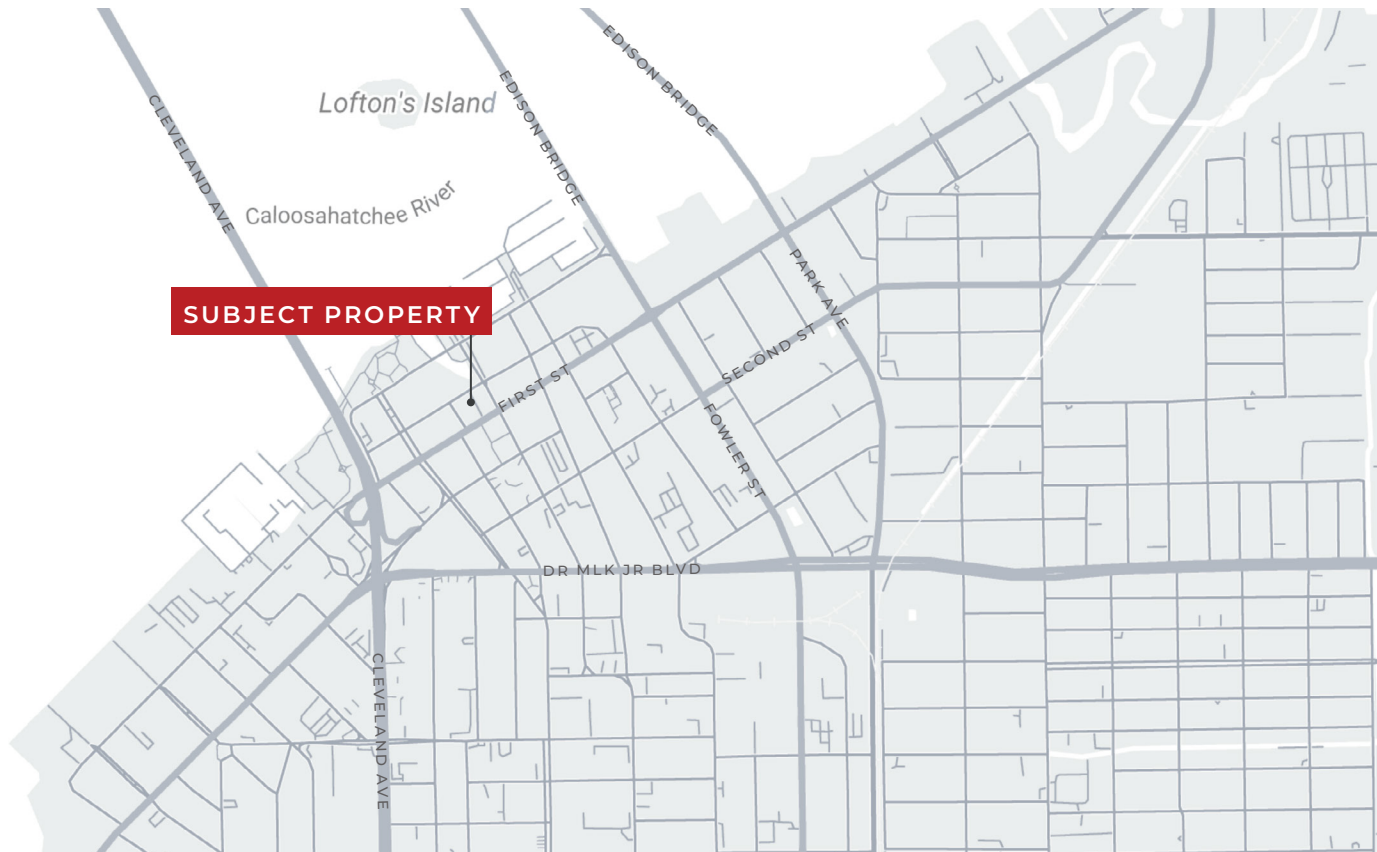 EDISON BRIDGE
EDISON BRIDGE
CLEVELAND AVE
Lofton's Island
Caloosahatchee River
PARK AVE
SUBJECT PROPERTY
SECOND ST
FIRST ST
FOWLER ST
DR MLK JR BLVD
CLEVELAND AVE